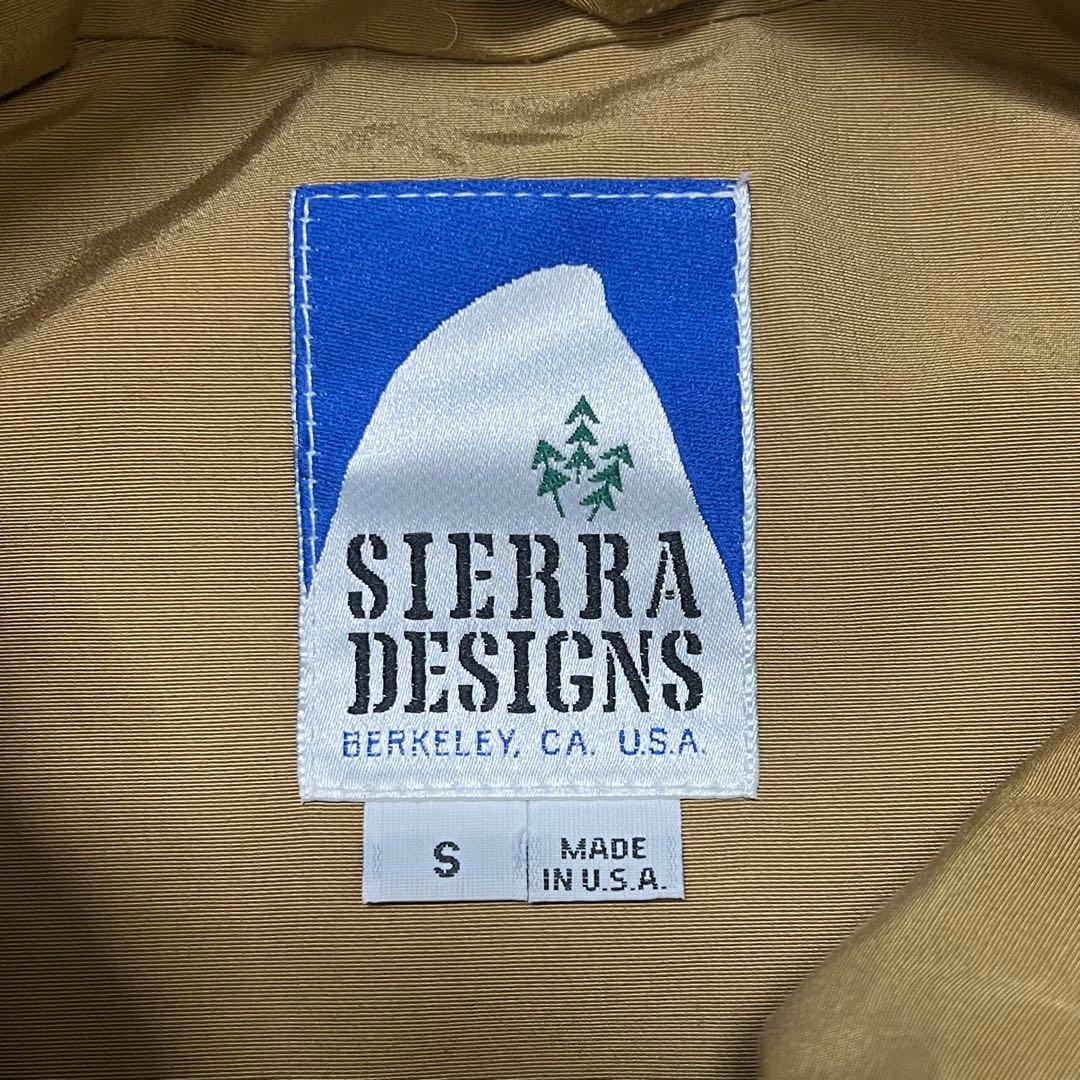 SIERRA
DESIGNS
BERKELEY, CA. U.S.A.
S
MADE
IN U.S.A.